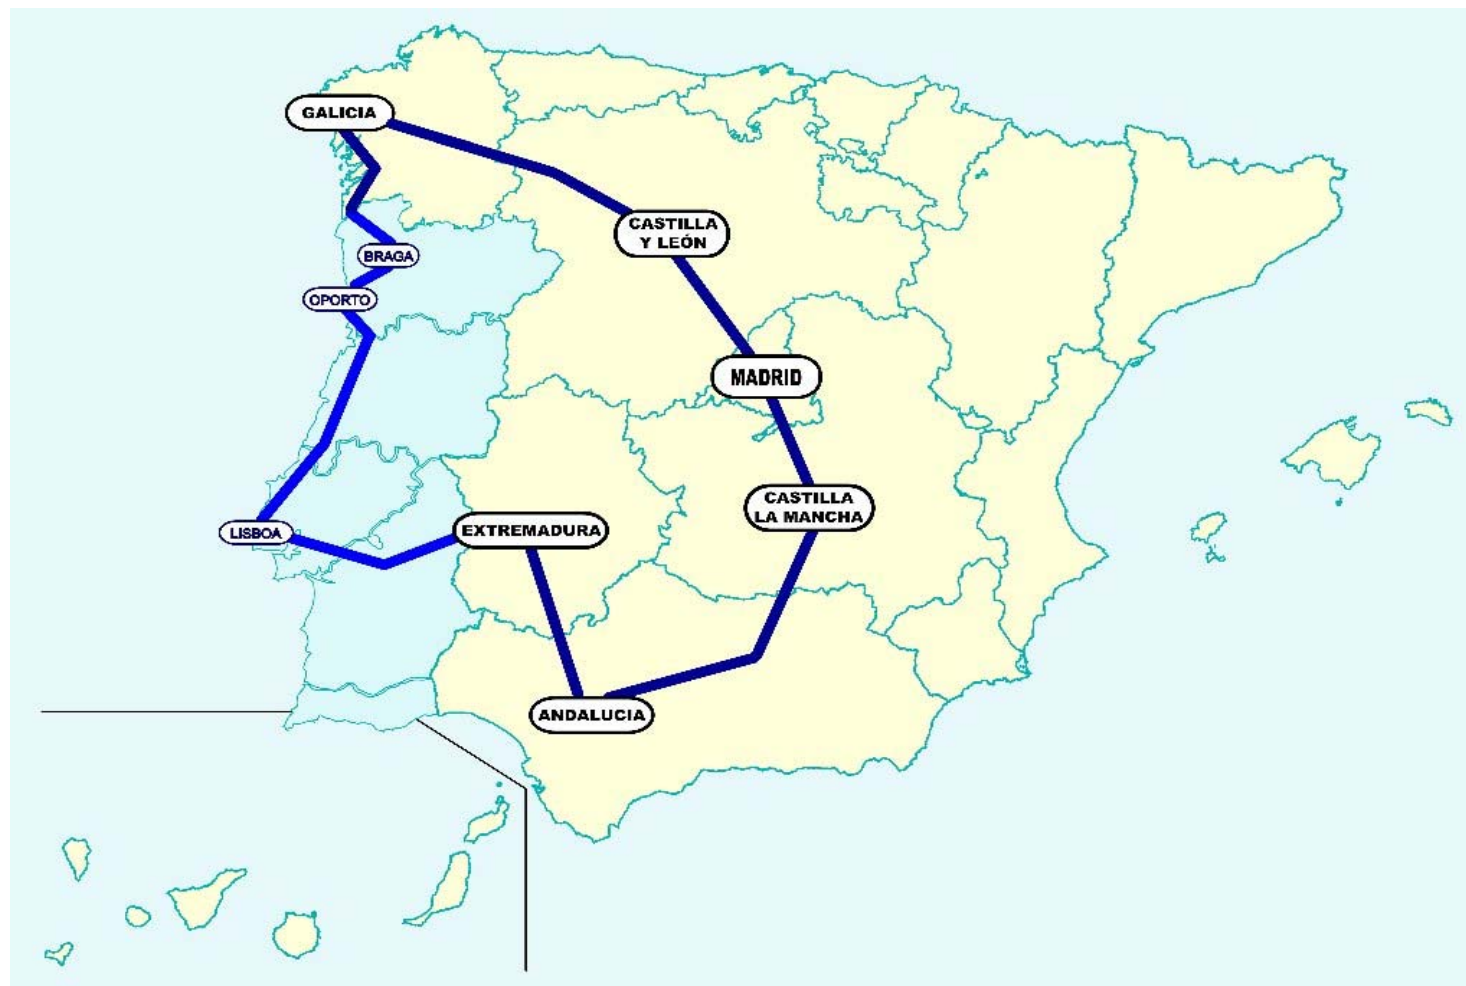 GALICIA
CASTILLA
Y LEÓN
BRAGA
OPORTO
MADRID
CASTILLA
LA MANCHA
LISBOA
EXTREMADURA
ANDALUCIA